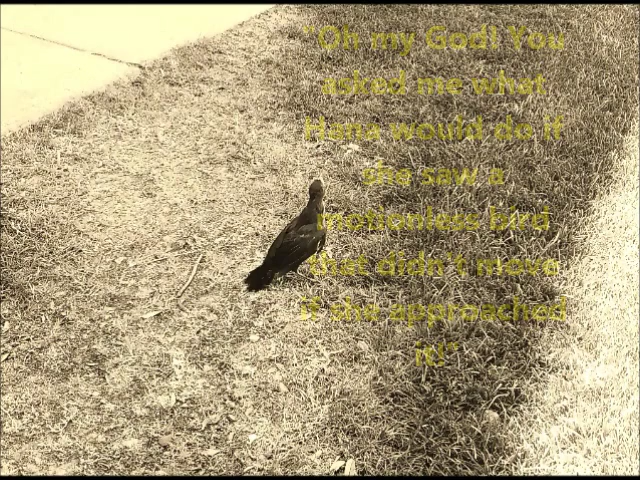 "Oh my God! You
asked me what
Hana would do if
she saw a
motionless bird
that didn't move
if she approached
it!"